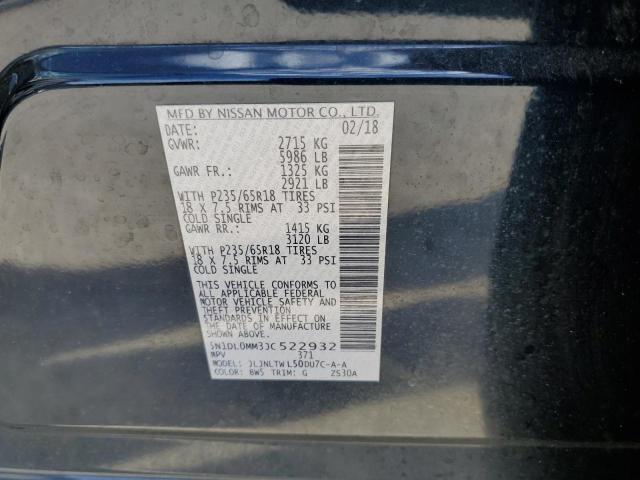 MFD BY NISSAN MOTOR CO., LTD.
DATE: 02/18
GVWR: 2715 KG
5986 LB
GAWR FR.: 1325 KG
2921 LB
WITH P235/65R18 TIRES
18 X 7.5 RIMS AT 33 PSI
COLD SINGLE
GAWR RR.: 1415 KG
3120 LB
WITH P235/65R18 TIRES
18 X 7.5 RIMS AT 33 PSI
COLD SINGLE
THIS VEHICLE CONFORMS TO
ALL APPLICABLE FEDERAL
MOTOR VEHICLE SAFETY AND
THEFT PREVENTION
STANDARDS IN EFFECT ON
THE DATE OF MANUFACTURE
SHOWN ABOVE.
5N1DL0MM3JC522932
MPV 371
MODEL: JLJNLTW L50DU7C-A-A
COLOR: BW5 TRIM: G 2S30A